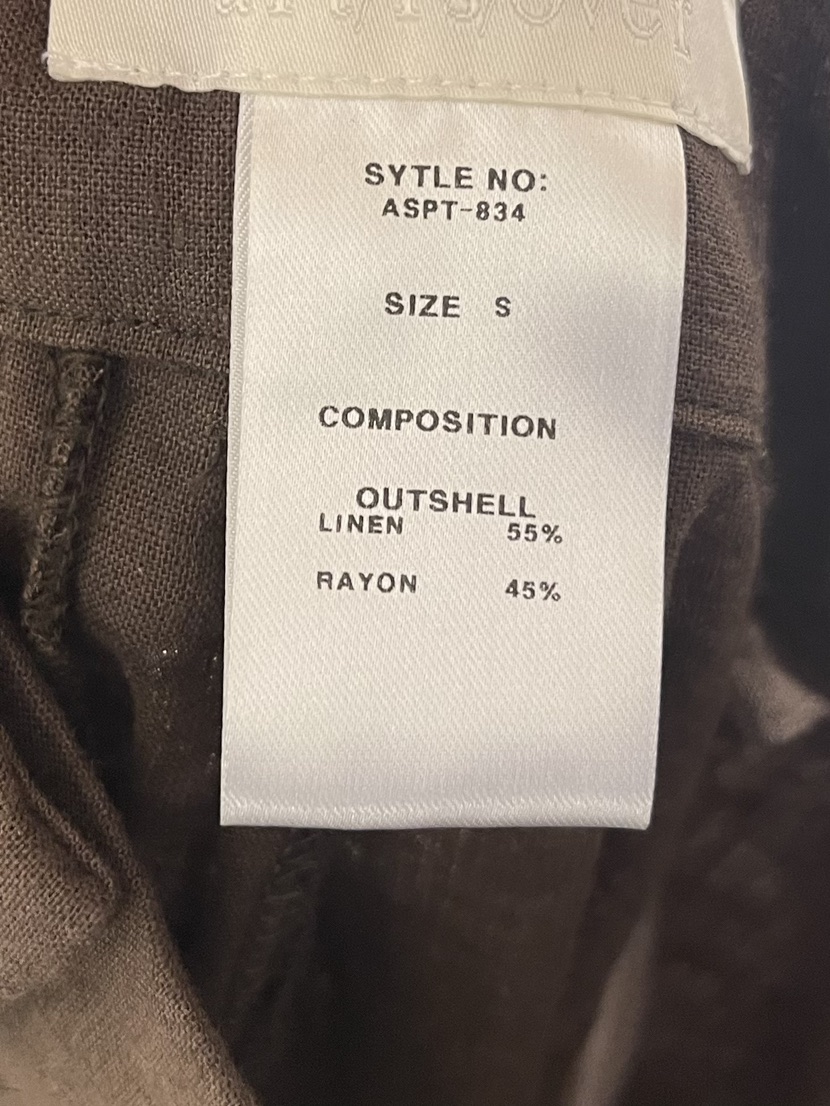 SYTLE NO:
ASPT-834
SIZE S
COMPOSITION
OUTSHELL
LINEN 55%
RAYON 45%